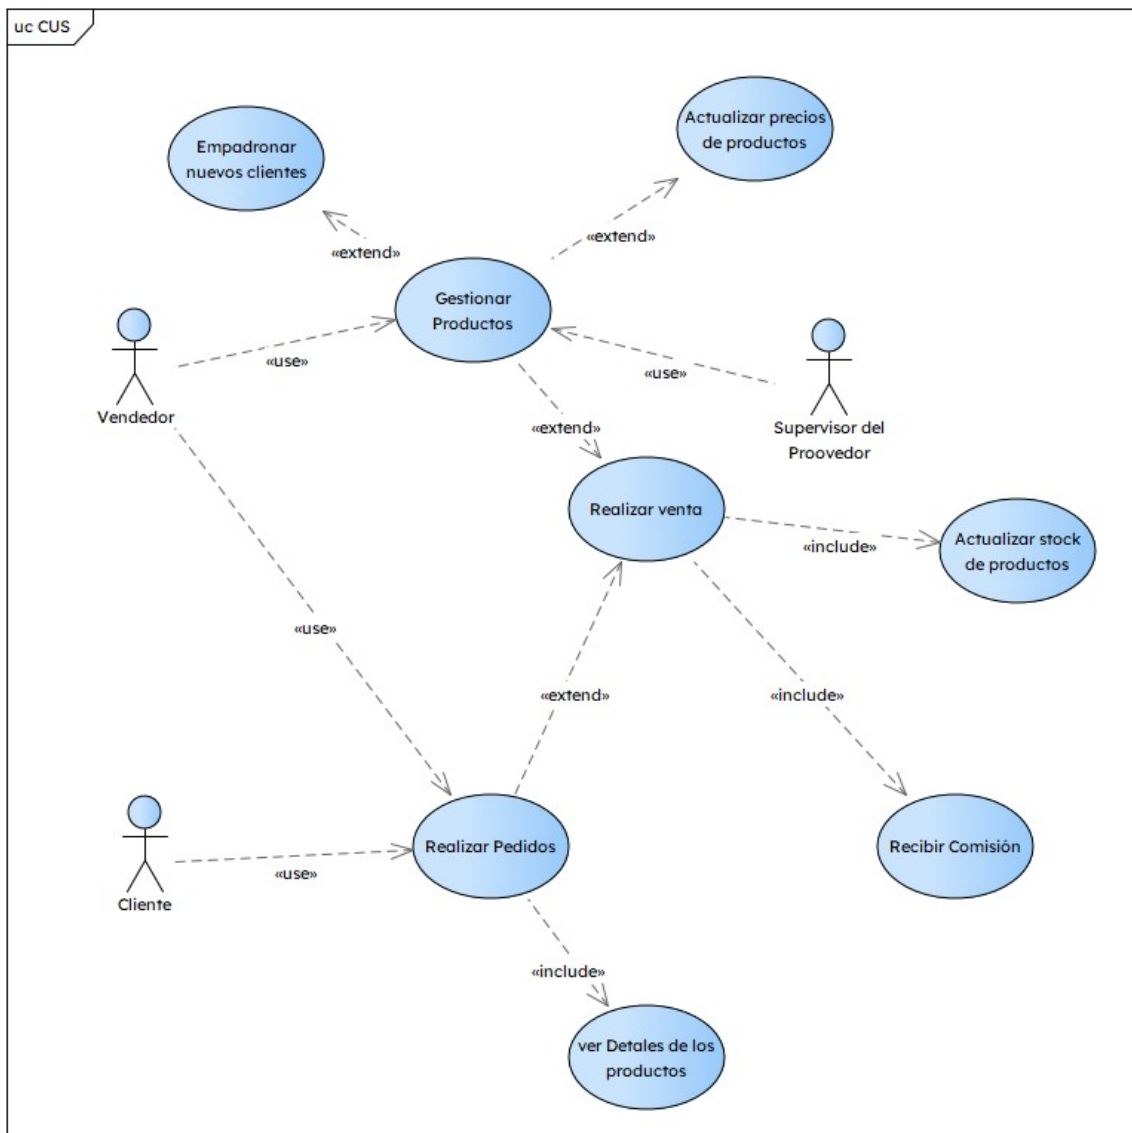 uc CUS
Actualizar precios
de productos
Empadronar
nuevos clientes
«extend»
«extend»
Gestionar
Productos
«use»
«use»
Vendedor
Supervisor del
Proovedor
«extend»
Realizar venta
Actualizar stock
de productos
«include»
«use»
«extend»
«include»
Realizar Pedidos
Recibir Comisión
«use»
Cliente
«include»
ver Detales de los
productos